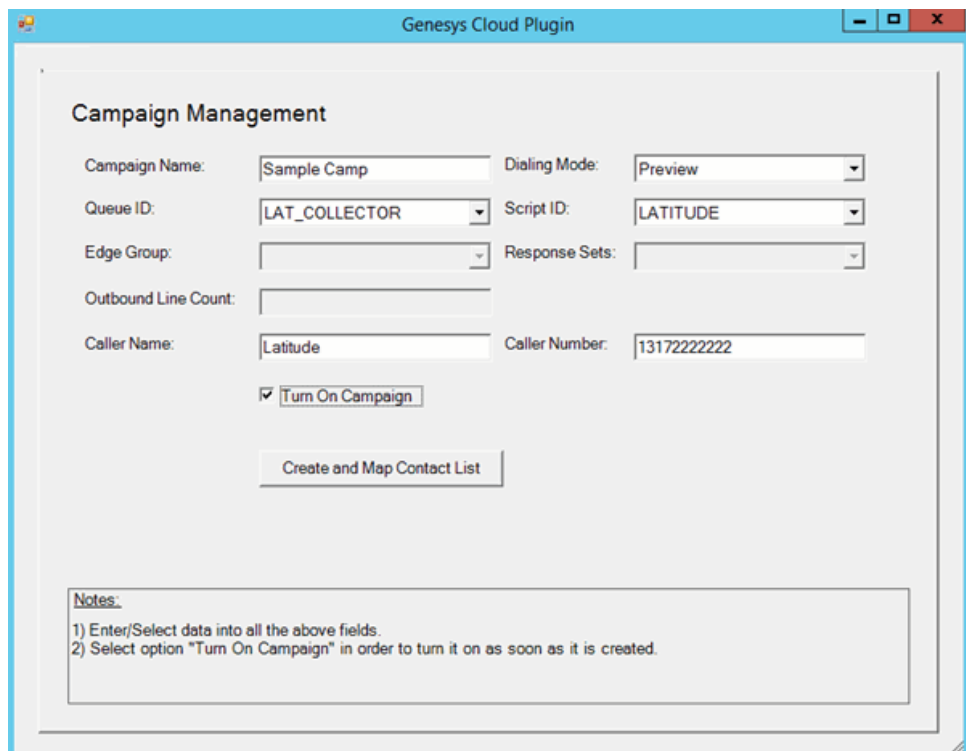 Genesys Cloud Plugin
Campaign Management
Campaign Name: Sample Camp Dialing Mode: Preview
Queue ID: LAT_COLLECTOR Script ID: LATITUDE
Edge Group: Response Sets:
Outbound Line Count:
Caller Name: Latitude Caller Number: 13172222222
Turn On Campaign
Create and Map Contact List
Notes:
1) Enter/Select data into all the above fields.
2) Select option "Turn On Campaign" in order to turn it on as soon as it is created.